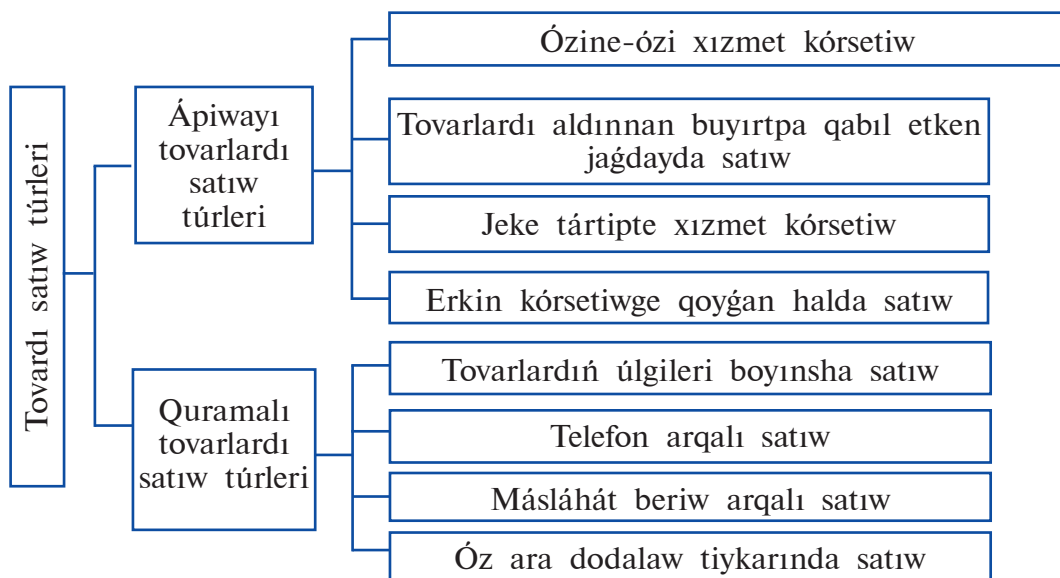 Tovardı satıw túrleri
Ápiwayı
tovarlardı
satıw
túrleri
Ózine-ózi xızmet kórsetiw
Tovarlardı aldınnan buyırtpa qabıl etken
jaǵdayda satıw
Jeke tártipte xızmet kórsetiw
Erkin kórsetiwge qoyǵan halda satıw
Quramalı
tovarlardı
satıw túrleri
Tovarlardıń úlgileri boyınsha satıw
Telefon arqalı satıw
Másláhát beriw arqalı satıw
Óz ara dodalaw tiykarında satıw